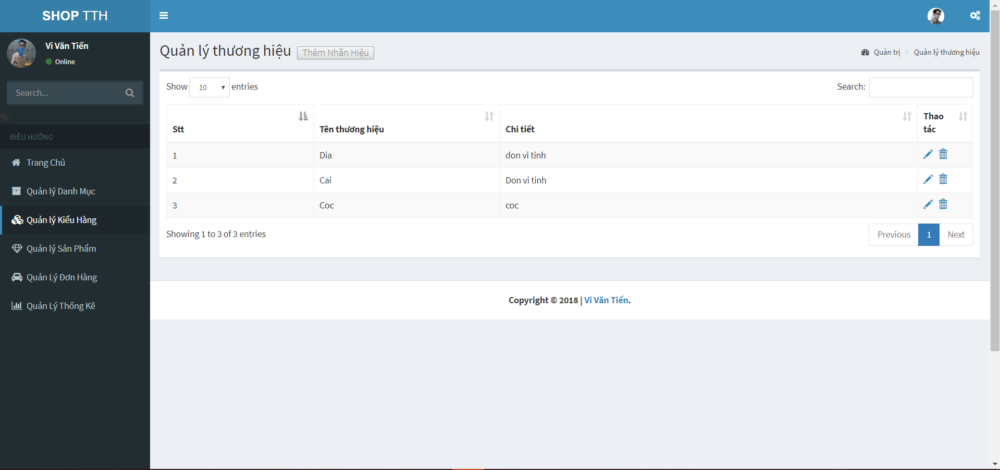 SHOP TTH
Vi Văn Tiến
Online
Search...
ĐIỀU HƯỚNG
Trang Chủ
Quản lý Danh Mục
Quản lý Kiểu Hàng
Quản lý Sản Phẩm
Quản Lý Đơn Hàng
Quản Lý Thống Kê
Quản lý thương hiệu Thêm Nhãn Hiệu
Quản trị > Quản lý thương hiệu
Show 10 entries
Search:
Stt Tên thương hiệu Chi tiết Thao tác
1 Dia don vi tinh
2 Cai Don vi tinh
3 Coc coc
Showing 1 to 3 of 3 entries
Previous 1 Next
Copyright © 2018 | Vi Văn Tiến.